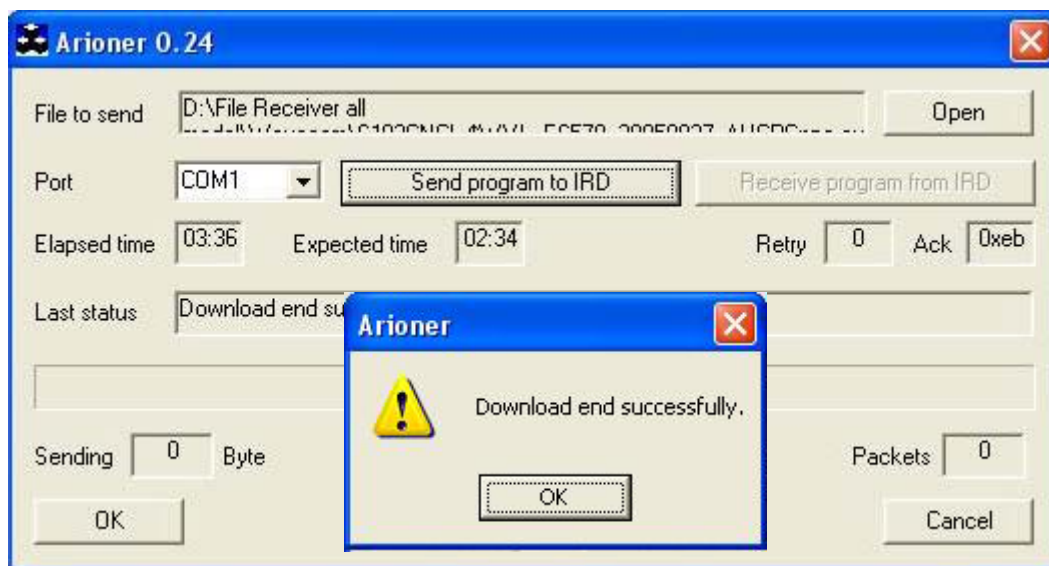 Arioner 0.24
File to send
D:\File Receiver all
Open
Port
COM1
Send program to IRD
Receive program from IRD
Elapsed time
03:36
Expected time
02:34
Retry
0
Ack
0xeb
Last status
Download end su
Arioner
Download end successfully.
OK
Sending
0
Byte
Packets
0
OK
Cancel